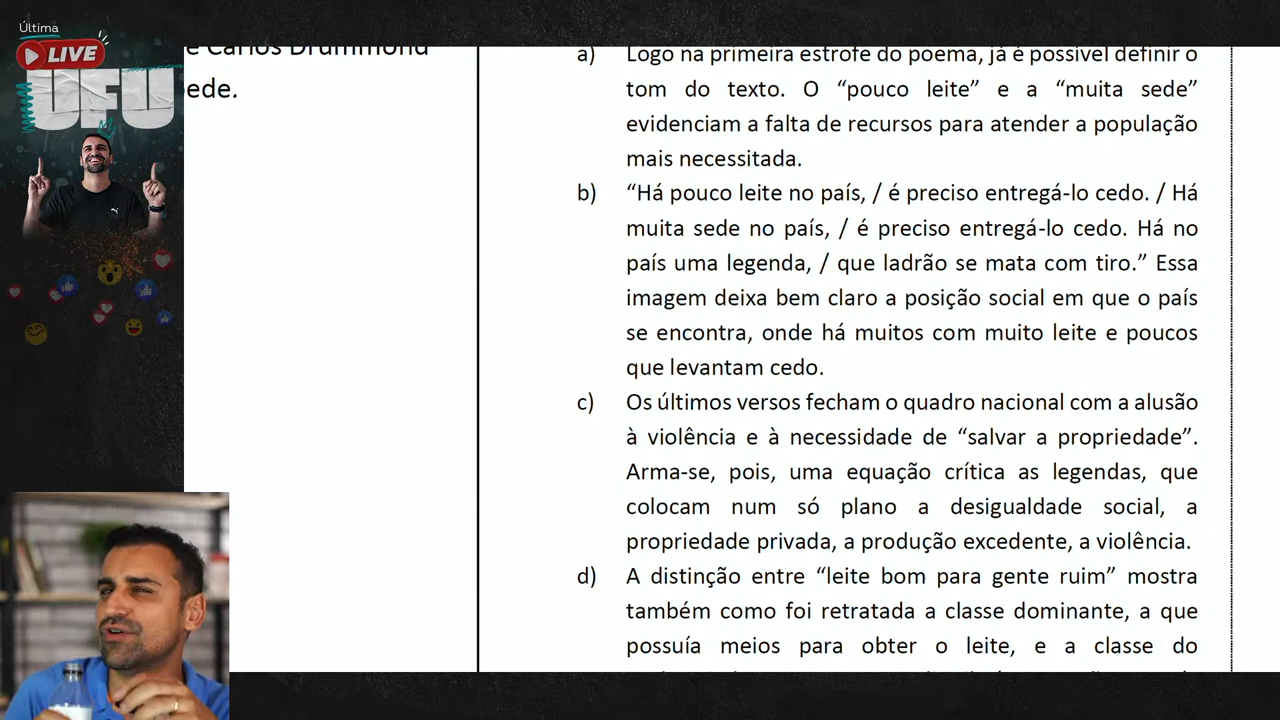 Última
LIVE
UFU
e Carlos Drummond
ede.
a) Logo na primeira estrofe do poema, já é possível definir o
tom do texto. O “pouco leite” e a “muita sede”
evidenciam a falta de recursos para atender a população
mais necessitada.
b) “Há pouco leite no país, / é preciso entregá-lo cedo. / Há
muita sede no país, / é preciso entregá-lo cedo. Há no
país uma legenda, / que ladrão se mata com tiro.” Essa
imagem deixa bem claro a posição social em que o país
se encontra, onde há muitos com muito leite e poucos
que levantam cedo.
c) Os últimos versos fecham o quadro nacional com a alusão
à violência e à necessidade de “salvar a propriedade”.
Arma-se, pois, uma equação crítica as legendas, que
colocam num só plano a desigualdade social, a
propriedade privada, a produção excedente, a violência.
d) A distinção entre “leite bom para gente ruim” mostra
também como foi retratada a classe dominante, a que
possuía meios para obter o leite, e a classe do